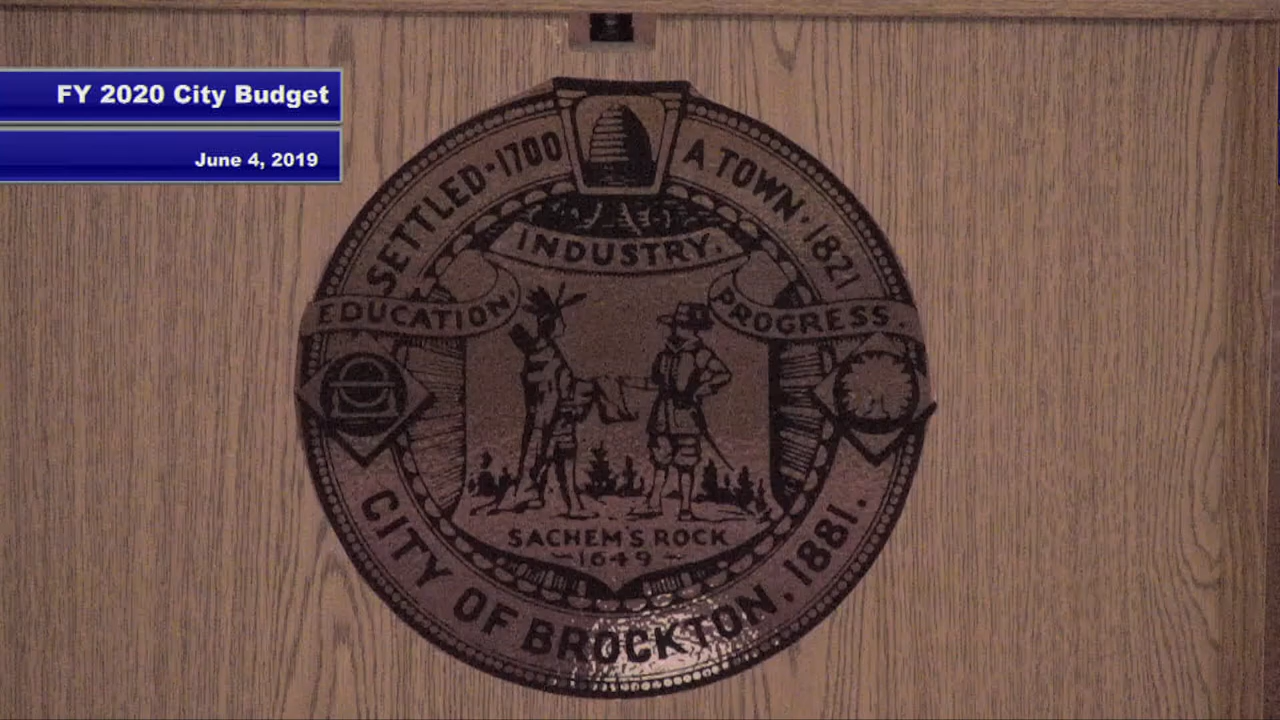 FY 2020 City Budget
June 4, 2019
SETTLED·1700
A TOWN·1821
INDUSTRY.
EDUCATION.
PROGRESS.
SACHEM'S ROCK
1649
CITY OF BROCKTON. 1881.